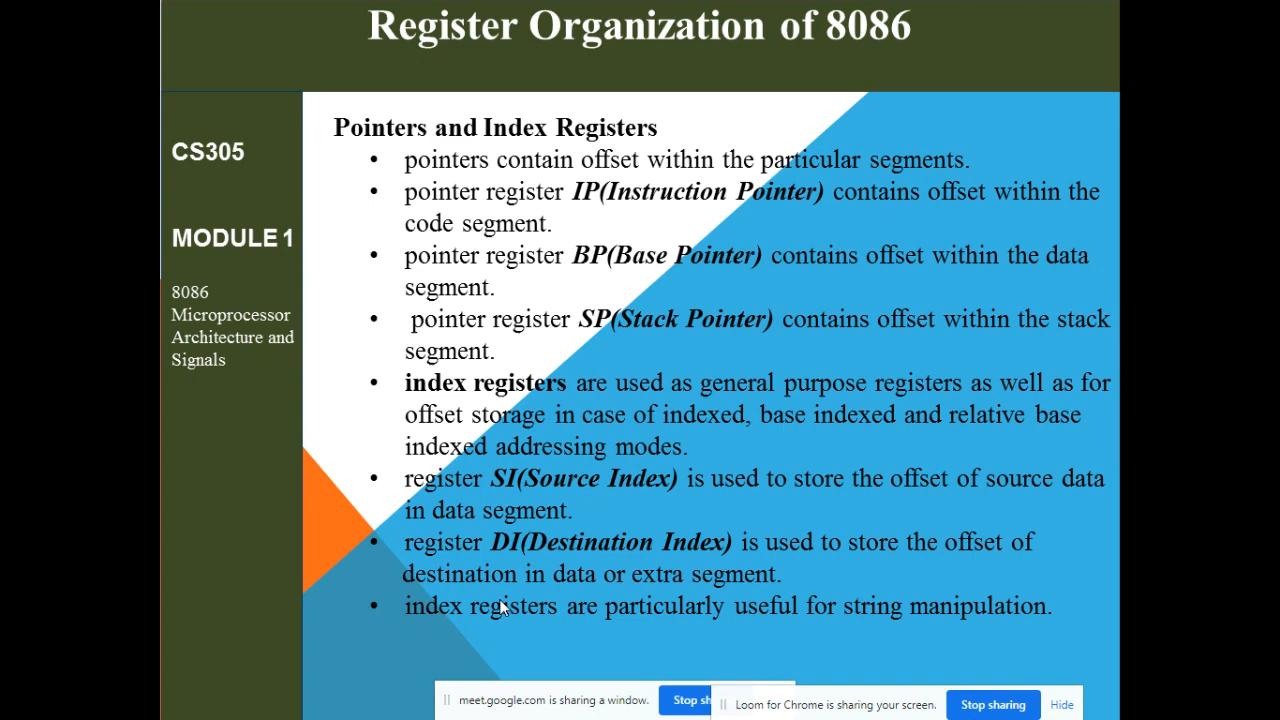 Register Organization of 8086
CS305
MODULE 1
8086
Microprocessor
Architecture and
Signals
Pointers and Index Registers
• pointers contain offset within the particular segments.
• pointer register IP(Instruction Pointer) contains offset within the
code segment.
• pointer register BP(Base Pointer) contains offset within the data
segment.
• pointer register SP(Stack Pointer) contains offset within the stack
segment.
• index registers are used as general purpose registers as well as for
offset storage in case of indexed, base indexed and relative base
indexed addressing modes.
• register SI(Source Index) is used to store the offset of source data
in data segment.
• register DI(Destination Index) is used to store the offset of
destination in data or extra segment.
• index registers are particularly useful for string manipulation.
meet.google.com is sharing a window. Stop sh
Loom for Chrome is sharing your screen. Stop sharing Hide